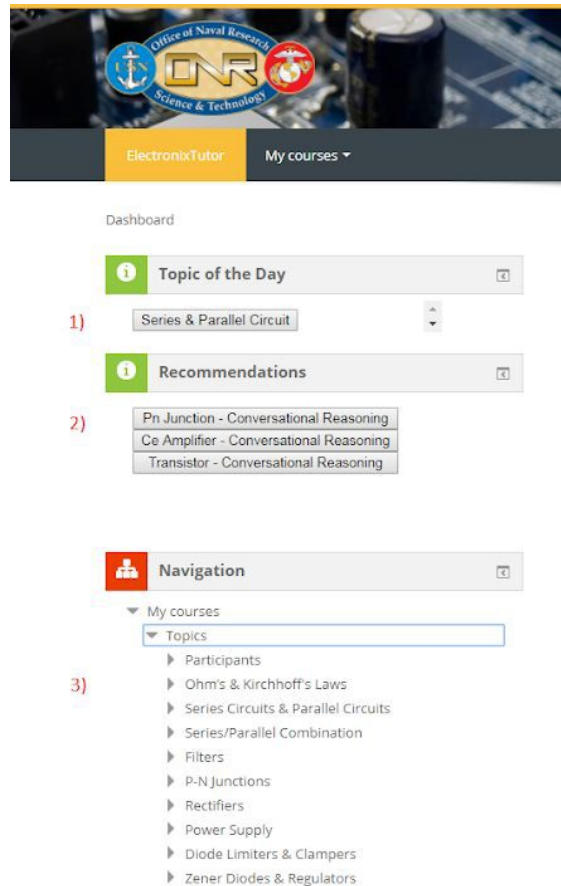 Office of Naval Research
ONR
Science & Technology
ElectronixTutor My courses
Dashboard
Topic of the Day
1) Series & Parallel Circuit
Recommendations
2) Pn Junction - Conversational Reasoning
Ce Amplifier - Conversational Reasoning
Transistor - Conversational Reasoning
Navigation
My courses
Topics
Participants
3) Ohm's & Kirchhoff's Laws
Series Circuits & Parallel Circuits
Series/Parallel Combination
Filters
P-N Junctions
Rectifiers
Power Supply
Diode Limiters & Clampers
Zener Diodes & Regulators